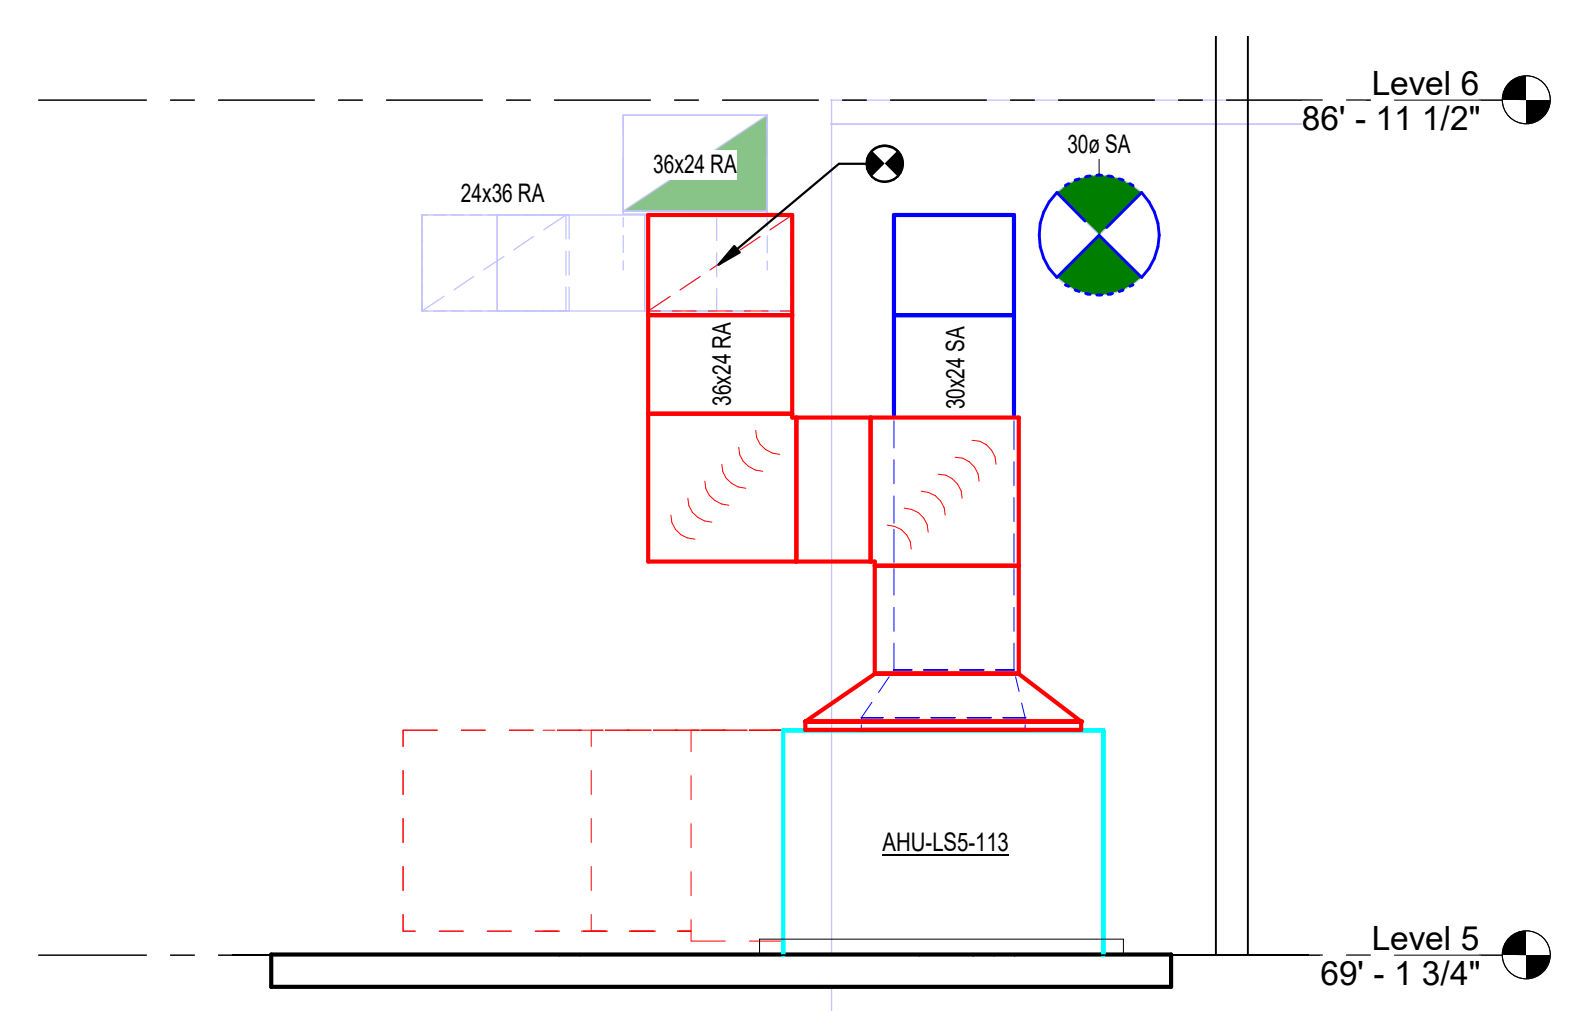 Level 6
86' - 11 1/2"
30ø SA
36x24 RA
24x36 RA
36x24 RA
30x24 SA
AHU-LS5-113
Level 5
69' - 1 3/4"